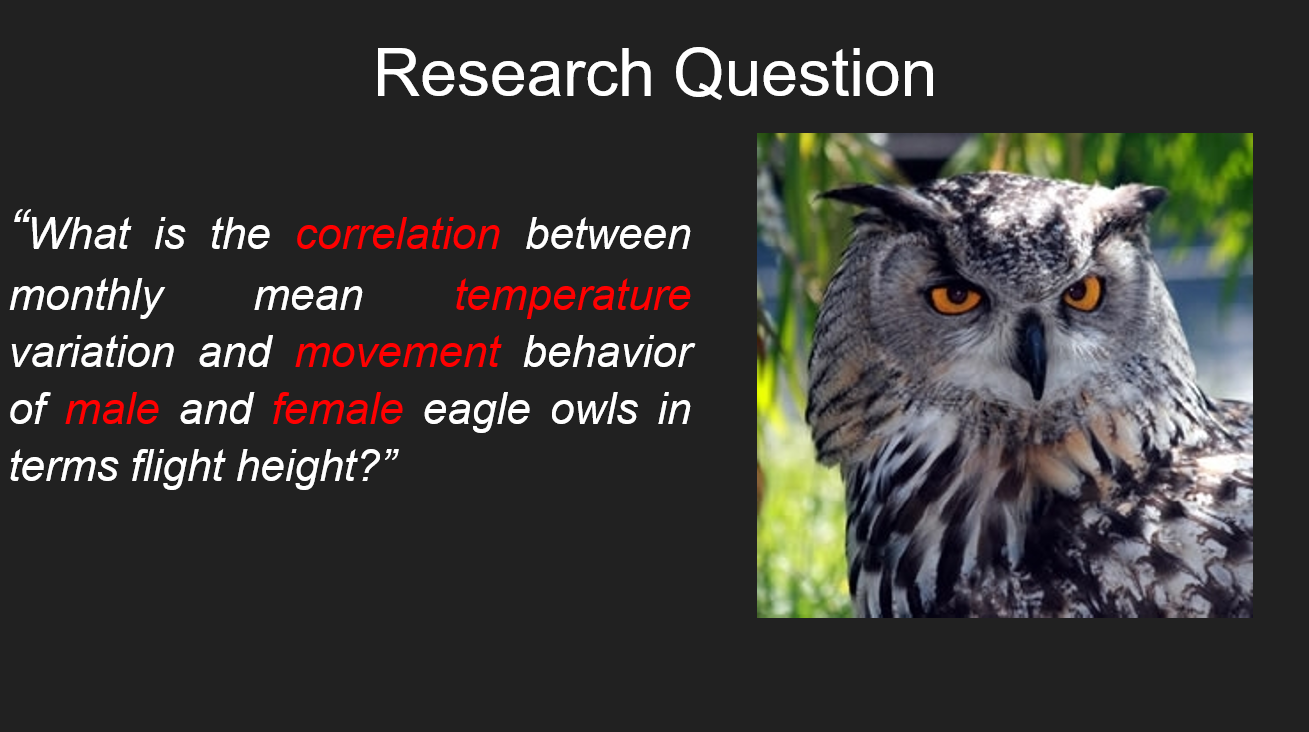 Research Question
“What is the correlation between
monthly mean temperature
variation and movement behavior
of male and female eagle owls in
terms flight height?”